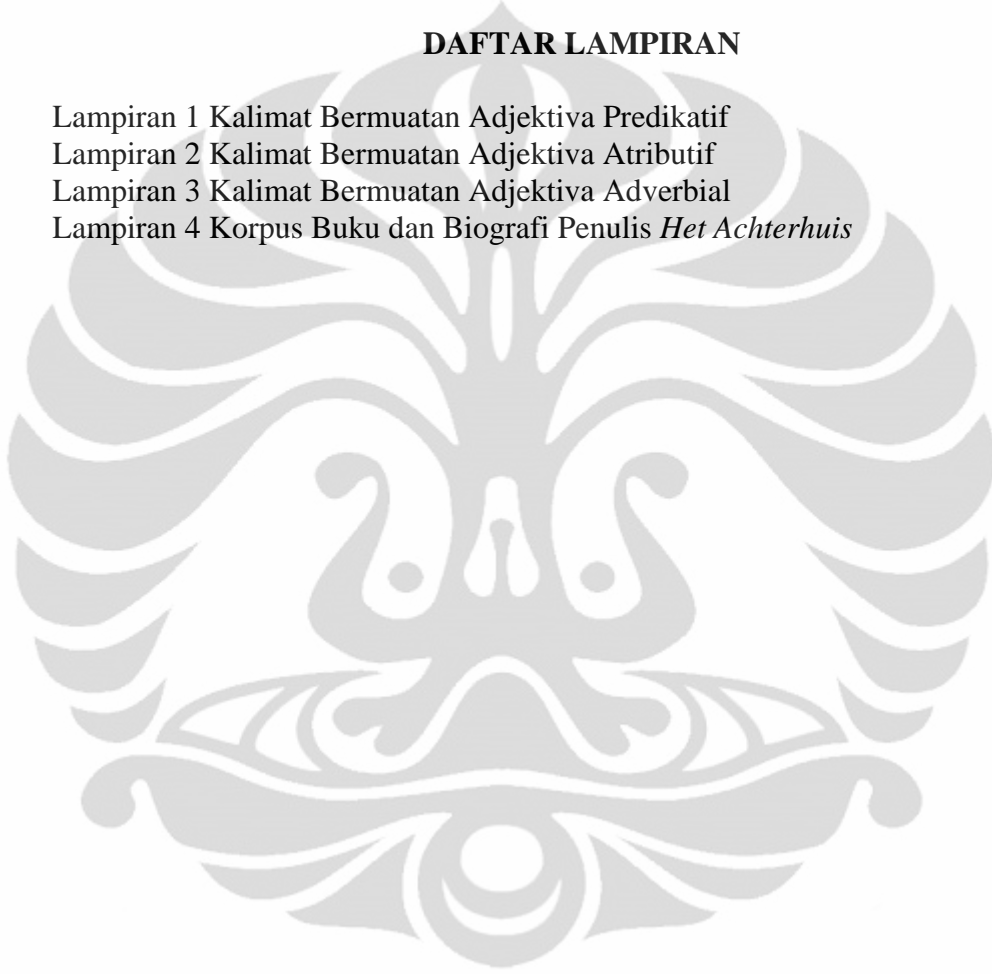 DAFTAR LAMPIRAN
Lampiran 1 Kalimat Bermuatan Adjektiva Predikatif
Lampiran 2 Kalimat Bermuatan Adjektiva Atributif
Lampiran 3 Kalimat Bermuatan Adjektiva Adverbial
Lampiran 4 Korpus Buku dan Biografi Penulis Het Achterhuis